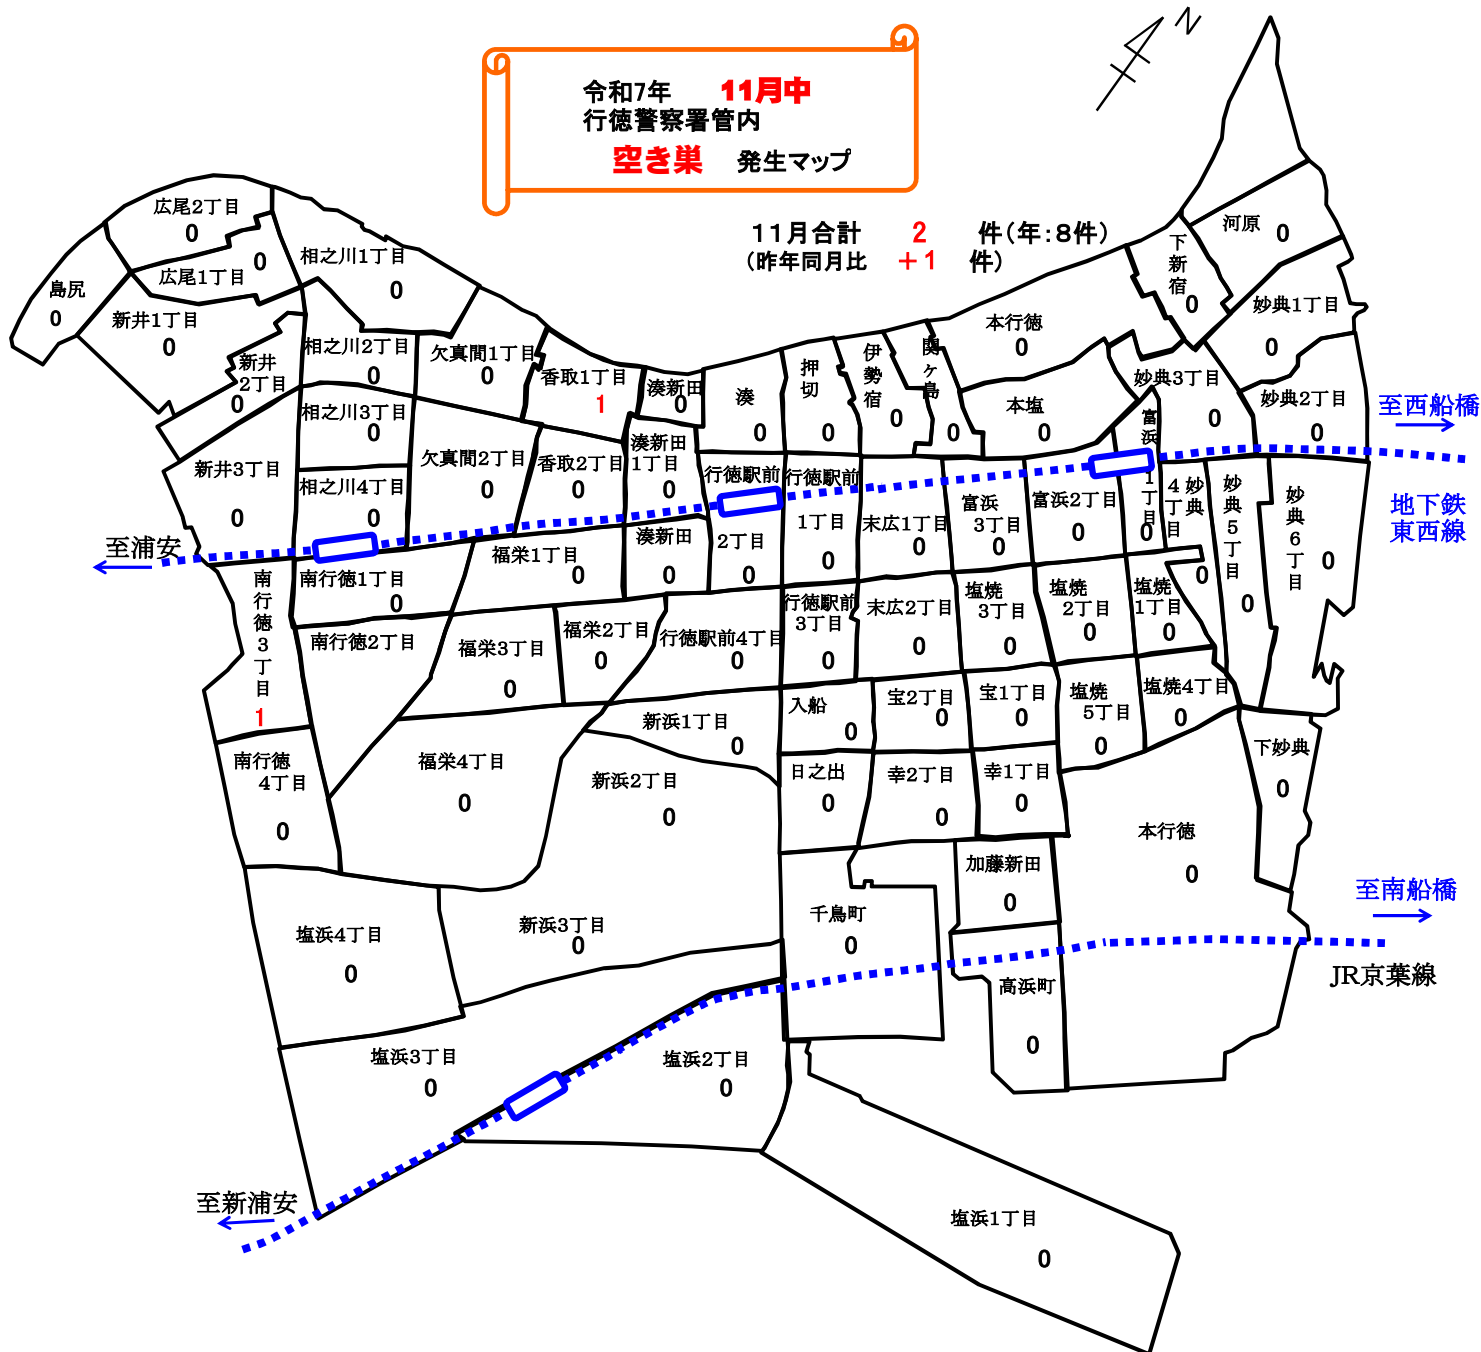 令和7年 11月中
行徳警察署管内
空き巣 発生マップ
N
11月合計 2 件(年:8件)
(昨年同月比 +1 件)
広尾2丁目
0
広尾1丁目
0
島尻
0
相之川1丁目
0
新井1丁目
0
新井
2丁目
0
相之川2丁目
0
欠真間1丁目
0
香取1丁目
1
湊新田
0
湊
0
押切
0
伊勢宿
0
関ヶ島
0
本行徳
0
下新宿
0
河原
0
妙典1丁目
0
妙典3丁目
0
妙典2丁目
0
本塩
0
富浜1丁目
0
至西船橋
地下鉄
東西線
相之川3丁目
0
新井3丁目
0
相之川4丁目
0
欠真間2丁目
0
香取2丁目
0
湊新田
1丁目
0
行徳駅前
2丁目
0
行徳駅前
1丁目
0
末広1丁目
0
富浜
3丁目
0
富浜2丁目
0
妙典
4丁目
0
妙典5丁目
0
妙典6丁目
0
至浦安
南行徳3丁目
1
南行徳1丁目
0
福栄1丁目
0
湊新田
0
南行徳2丁目
福栄3丁目
0
福栄2丁目
0
行徳駅前4丁目
0
行徳駅前
3丁目
0
末広2丁目
0
塩焼
3丁目
0
塩焼
2丁目
0
塩焼
1丁目
0
南行徳
4丁目
0
福栄4丁目
0
新浜1丁目
0
新浜2丁目
0
入船
0
宝2丁目
0
宝1丁目
0
塩焼
5丁目
0
塩焼4丁目
0
下妙典
0
日之出
0
幸2丁目
0
幸1丁目
0
本行徳
0
加藤新田
0
至南船橋
塩浜4丁目
0
新浜3丁目
0
千鳥町
0
高浜町
0
JR京葉線
塩浜3丁目
0
塩浜2丁目
0
至新浦安
塩浜1丁目
0